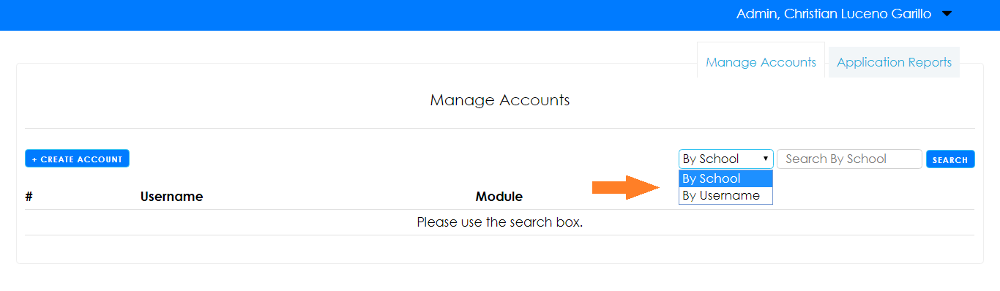 Admin, Christian Luceno Garillo
Manage Accounts Application Reports
Manage Accounts
+ CREATE ACCOUNT By School Search By School SEARCH
By School
By Username
# Username Module
Please use the search box.